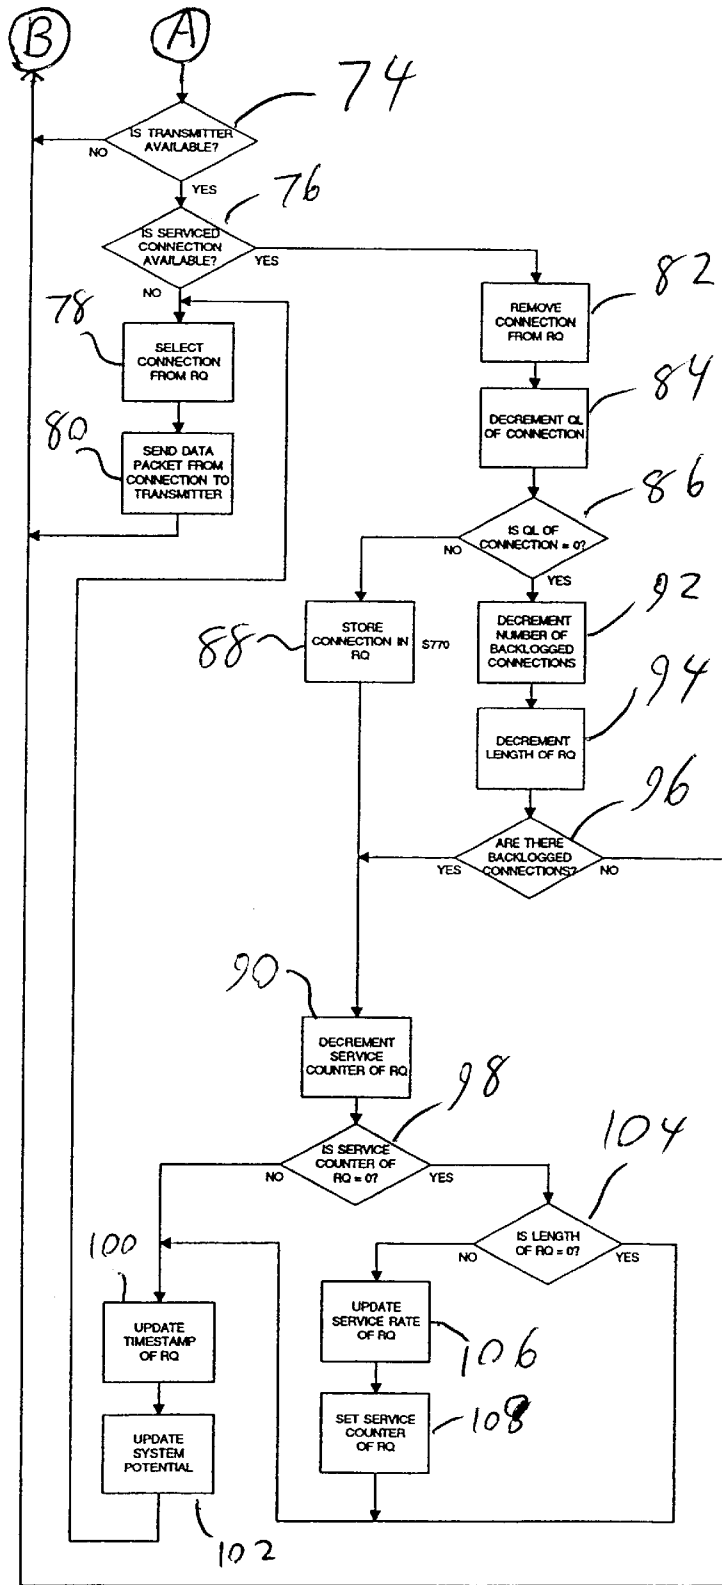 B
A
74
IS TRANSMITTER
AVAILABLE?
NO
YES
76
IS SERVICED
CONNECTION
AVAILABLE?
YES
NO
82
REMOVE
CONNECTION
FROM RQ
78
SELECT
CONNECTION
FROM RQ
84
DECREMENT QL
OF CONNECTION
80
SEND DATA
PACKET FROM
CONNECTION TO
TRANSMITTER
86
IS QL OF
CONNECTION = 0?
NO
YES
92
DECREMENT
NUMBER OF
BACKLOGGED
CONNECTIONS
88
STORE
CONNECTION IN
RQ
S770
94
DECREMENT
LENGTH OF RQ
96
ARE THERE
BACKLOGGED
CONNECTIONS?
YES
NO
90
DECREMENT
SERVICE
COUNTER OF RQ
98
IS SERVICE
COUNTER OF
RQ = 0?
NO
YES
104
IS LENGTH
OF RQ = 0?
NO
YES
100
UPDATE
TIMESTAMP
OF RQ
UPDATE
SERVICE RATE
OF RQ
106
UPDATE
SYSTEM
POTENTIAL
SET SERVICE
COUNTER
OF RQ
108
102